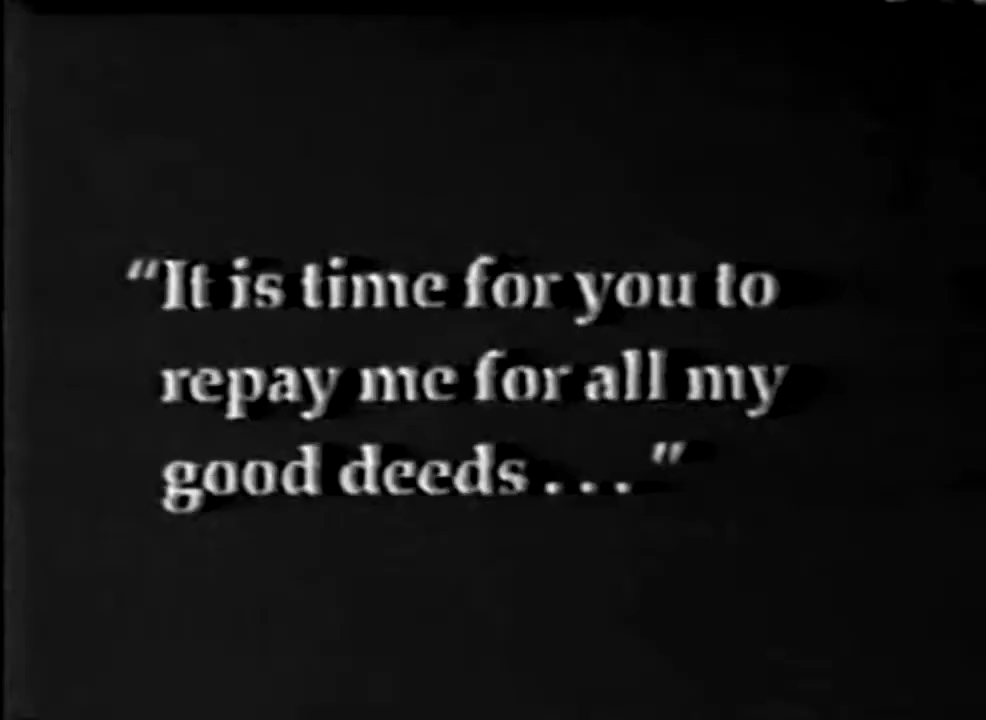 “It is time for you to
repay me for all my
good deeds . . .”